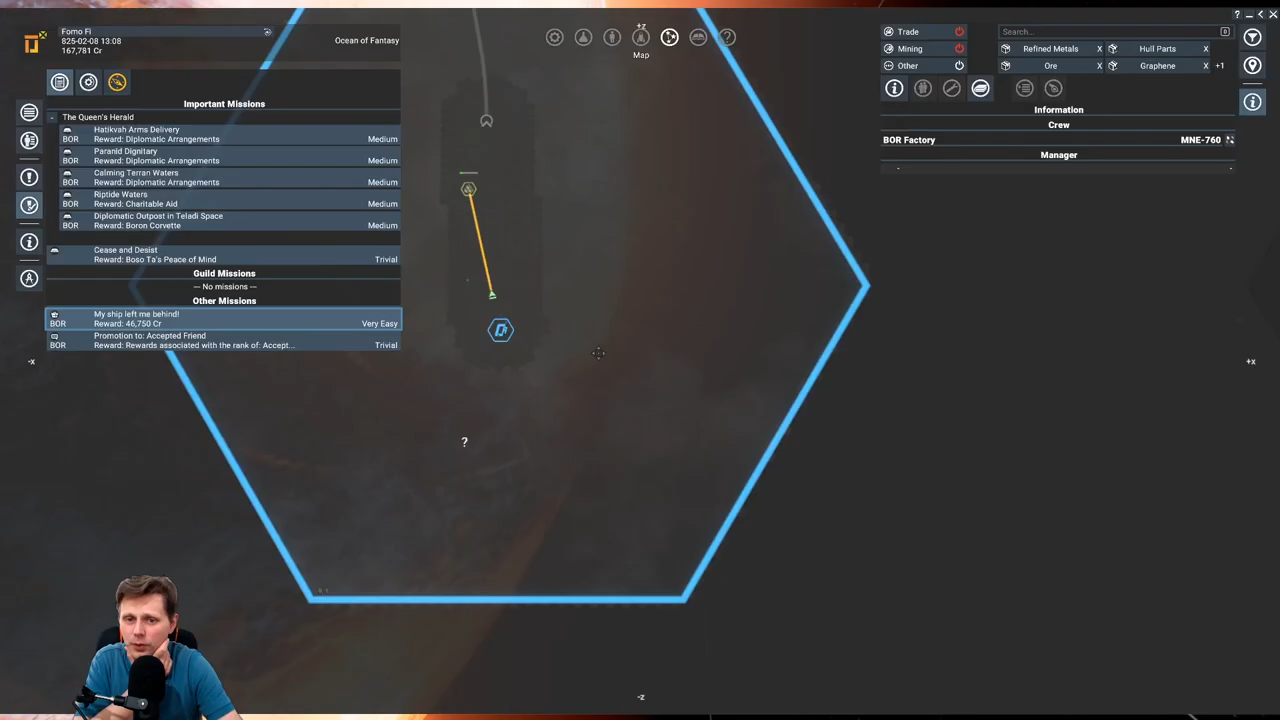 Fomo Fi
825-02-08 13:08
167,781 Cr
Ocean of Fantasy
Important Missions
- The Queen's Herald
Hatikvah Arms Delivery
BOR Reward: Diplomatic Arrangements Medium
Paranid Dignitary
BOR Reward: Diplomatic Arrangements Medium
Calming Terran Waters
BOR Reward: Diplomatic Arrangements Medium
Riptide Waters
BOR Reward: Charitable Aid Medium
Diplomatic Outpost in Teladi Space
BOR Reward: Boron Corvette Medium
Cease and Desist
Reward: Boso Ta's Peace of Mind Trivial
Guild Missions
--- No missions ---
Other Missions
My ship left me behind!
BOR Reward: 46,750 Cr Very Easy
Promotion to: Accepted Friend
BOR Reward: Rewards associated with the rank of: Accept... Trivial
+z
Map
?
-x
+x
-z
?
? _ < X
Trade
Mining
Other
Search... 0
Refined Metals X Hull Parts X
Ore X Graphene X +1
Information
Crew
BOR Factory MNE-760
Manager
- -